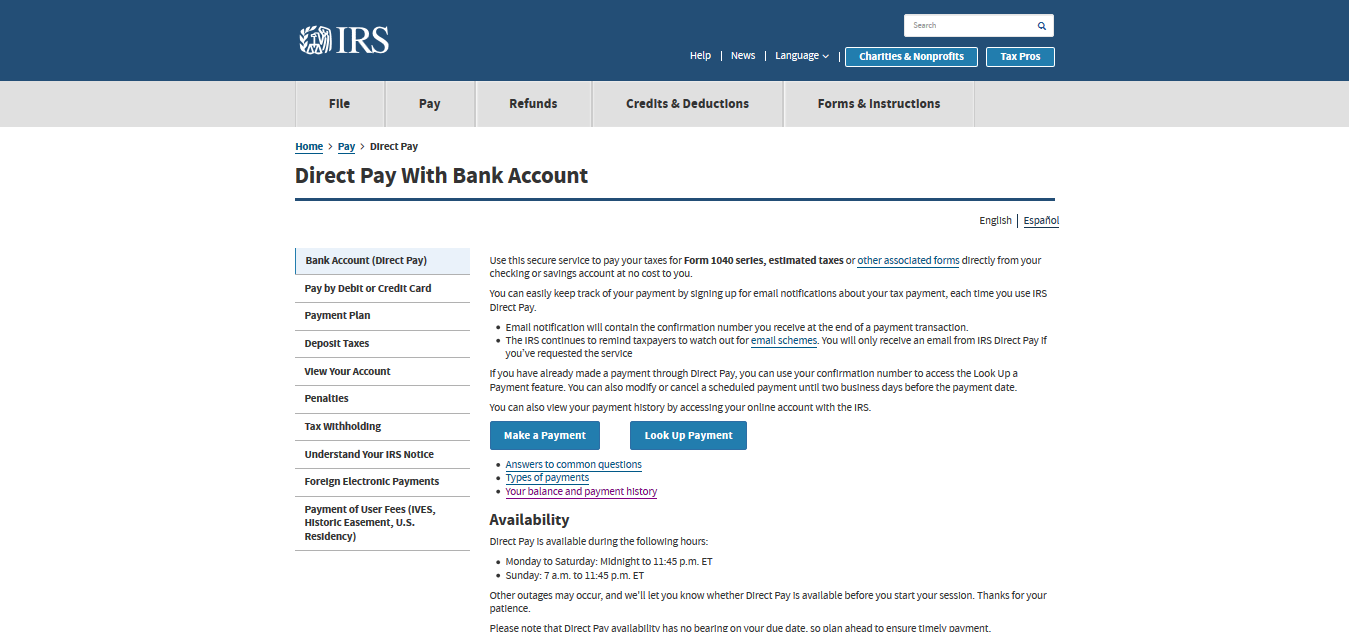 IRS
Search
Help
News
Language
Charities & Nonprofits
Tax Pros
File
Pay
Refunds
Credits & Deductions
Forms & Instructions
Home > Pay > Direct Pay
Direct Pay With Bank Account
English | Español
Bank Account (Direct Pay)
Pay by Debit or Credit Card
Payment Plan
Deposit Taxes
View Your Account
Penalties
Tax Withholding
Understand Your IRS Notice
Foreign Electronic Payments
Payment of User Fees (IVES,
Historic Easement, U.S.
Residency)
Use this secure service to pay your taxes for Form 1040 series, estimated taxes or other associated forms directly from your
checking or savings account at no cost to you.
You can easily keep track of your payment by signing up for email notifications about your tax payment, each time you use IRS
Direct Pay.
• Email notification will contain the confirmation number you receive at the end of a payment transaction.
• The IRS continues to remind taxpayers to watch out for email schemes. You will only receive an email from IRS Direct Pay if
you've requested the service
If you have already made a payment through Direct Pay, you can use your confirmation number to access the Look Up a
Payment feature. You can also modify or cancel a scheduled payment until two business days before the payment date.
You can also view your payment history by accessing your online account with the IRS.
Make a Payment
Look Up Payment
• Answers to common questions
• Types of payments
• Your balance and payment history
Availability
Direct Pay is available during the following hours:
• Monday to Saturday: Midnight to 11:45 p.m. ET
• Sunday: 7 a.m. to 11:45 p.m. ET
Other outages may occur, and we'll let you know whether Direct Pay is available before you start your session. Thanks for your
patience.
Please note that Direct Pay availability has no bearing on your due date, so plan ahead to ensure timely payment.